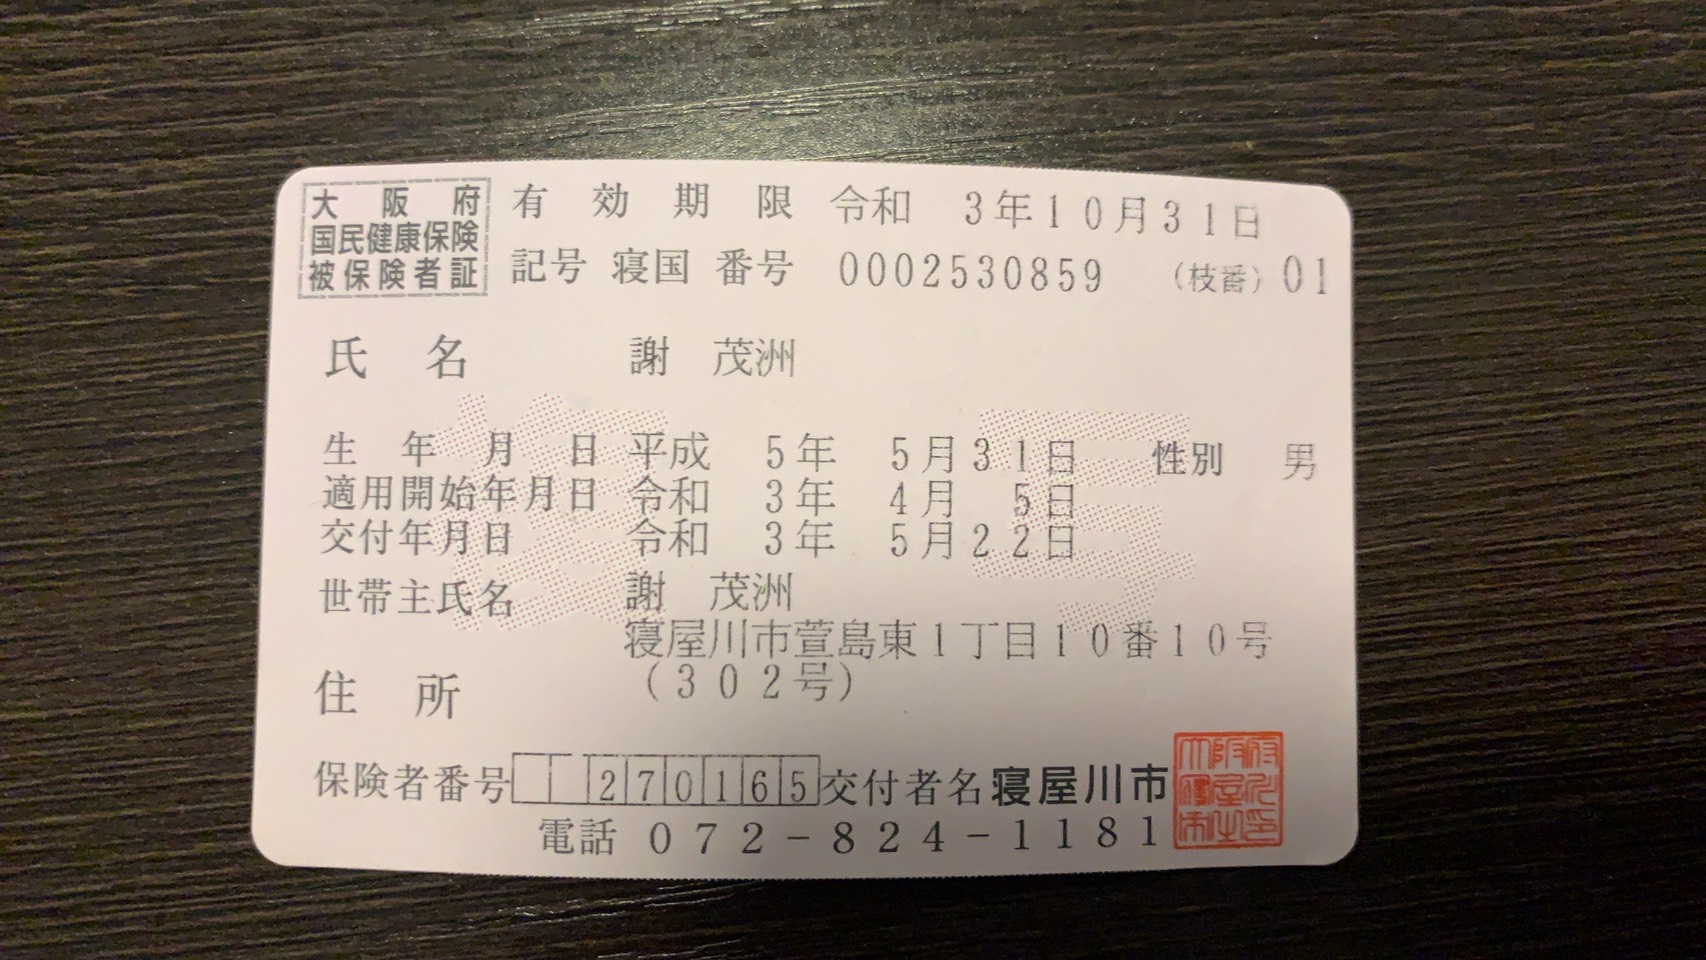 大阪府
国民健康保険
被保険者証
有効期限 令和 3年10月31日
記号 寝国 番号 0002530859 (枝番) 01
氏名 謝 茂洲
生年月日 平成 5年 5月31日 性別 男
適用開始年月日 令和 3年 4月 5日
交付年月日 令和 3年 5月22日
世帯主氏名 謝 茂洲
住所 寝屋川市萱島東1丁目10番10号
(302号)
保険者番号 270165 交付者名 寝屋川市
電話 072-824-1181